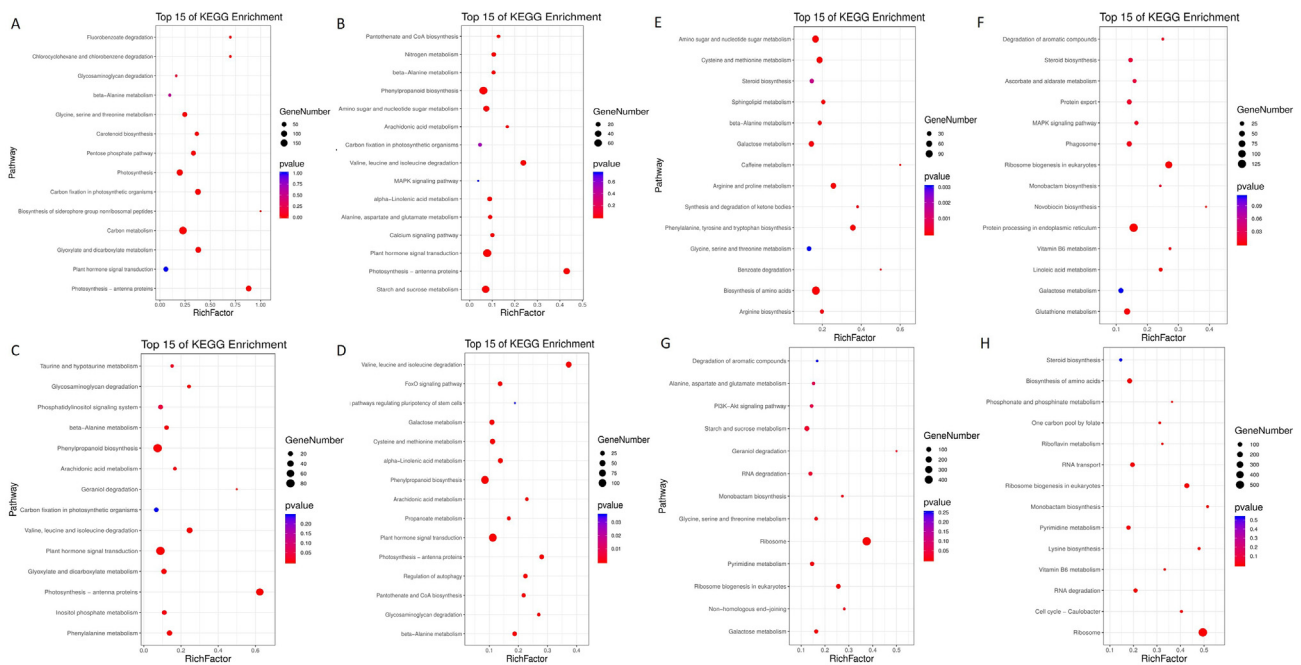 A
Top 15 of KEGG Enrichment
Fluorobenzoate degradation
Chlorocyclohexane and chlorobenzene degradation
Glycosaminoglycan degradation
beta-Alanine metabolism
Glycine, serine and threonine metabolism
Carotenoid biosynthesis
Pentose phosphate pathway
Photosynthesis
Carbon fixation in photosynthetic organisms
Biosynthesis of siderophore group nonribosomal peptides
Carbon metabolism
Glyoxylate and dicarboxylate metabolism
Plant hormone signal transduction
Photosynthesis - antenna proteins
Pathway
0.00 0.25 0.50 0.75 1.00
RichFactor
GeneNumber
50
100
150
pvalue
1.00
0.75
0.50
0.25
0.00
B
Top 15 of KEGG Enrichment
Pantothenate and CoA biosynthesis
Nitrogen metabolism
beta-Alanine metabolism
Phenylpropanoid biosynthesis
Amino sugar and nucleotide sugar metabolism
Arachidonic acid metabolism
Carbon fixation in photosynthetic organisms
Valine, leucine and isoleucine degradation
MAPK signaling pathway
alpha-Linolenic acid metabolism
Alanine, aspartate and glutamate metabolism
Calcium signaling pathway
Plant hormone signal transduction
Photosynthesis - antenna proteins
Starch and sucrose metabolism
0.0 0.1 0.2 0.3 0.4 0.5
RichFactor
GeneNumber
20
40
60
pvalue
0.6
0.4
0.2
E
Top 15 of KEGG Enrichment
Amino sugar and nucleotide sugar metabolism
Cysteine and methionine metabolism
Steroid biosynthesis
Sphingolipid metabolism
beta-Alanine metabolism
Galactose metabolism
Caffeine metabolism
Arginine and proline metabolism
Synthesis and degradation of ketone bodies
Phenylalanine, tyrosine and tryptophan biosynthesis
Glycine, serine and threonine metabolism
Benzoate degradation
Biosynthesis of amino acids
Arginine biosynthesis
Pathway
0.2 0.4 0.6
RichFactor
GeneNumber
30
60
90
pvalue
0.003
0.002
0.001
F
Top 15 of KEGG Enrichment
Degradation of aromatic compounds
Steroid biosynthesis
Ascorbate and aldarate metabolism
Protein export
MAPK signaling pathway
Phagosome
Ribosome biogenesis in eukaryotes
Monobactam biosynthesis
Novobiocin biosynthesis
Protein processing in endoplasmic reticulum
Vitamin B6 metabolism
Linoleic acid metabolism
Galactose metabolism
Glutathione metabolism
0.1 0.2 0.3 0.4
RichFactor
GeneNumber
25
50
75
100
125
pvalue
0.09
0.06
0.03
C
Top 15 of KEGG Enrichment
Taurine and hypotaurine metabolism
Glycosaminoglycan degradation
Phosphatidylinositol signaling system
beta-Alanine metabolism
Phenylpropanoid biosynthesis
Arachidonic acid metabolism
Geraniol degradation
Carbon fixation in photosynthetic organisms
Valine, leucine and isoleucine degradation
Plant hormone signal transduction
Glyoxylate and dicarboxylate metabolism
Photosynthesis - antenna proteins
Inositol phosphate metabolism
Phenylalanine metabolism
Pathway
0.0 0.2 0.4 0.6
RichFactor
GeneNumber
20
40
60
80
pvalue
0.20
0.15
0.10
0.05
D
Top 15 of KEGG Enrichment
Valine, leucine and isoleucine degradation
FoxO signaling pathway
pathways regulating pluripotency of stem cells
Galactose metabolism
Cysteine and methionine metabolism
alpha-Linolenic acid metabolism
Phenylpropanoid biosynthesis
Arachidonic acid metabolism
Propanoate metabolism
Plant hormone signal transduction
Photosynthesis - antenna proteins
Regulation of autophagy
Pantothenate and CoA biosynthesis
Glycosaminoglycan degradation
beta-Alanine metabolism
Pathway
0.0 0.1 0.2 0.3 0.4
RichFactor
GeneNumber
25
50
75
100
pvalue
0.03
0.02
0.01
G
Degradation of aromatic compounds
Alanine, aspartate and glutamate metabolism
PI3K-Akt signaling pathway
Starch and sucrose metabolism
Geraniol degradation
RNA degradation
Monobactam biosynthesis
Glycine, serine and threonine metabolism
Ribosome
Pyrimidine metabolism
Ribosome biogenesis in eukaryotes
Non-homologous end-joining
Galactose metabolism
Pathway
0.1 0.2 0.3 0.4 0.5
RichFactor
GeneNumber
100
200
300
400
pvalue
0.25
0.20
0.15
0.10
0.05
0.00
H
Steroid biosynthesis
Biosynthesis of amino acids
Phosphonate and phosphinate metabolism
One carbon pool by folate
Riboflavin metabolism
RNA transport
Ribosome biogenesis in eukaryotes
Monobactam biosynthesis
Pyrimidine metabolism
Lysine biosynthesis
Vitamin B6 metabolism
RNA degradation
Cell cycle - Caulobacter
Ribosome
0.1 0.2 0.3 0.4 0.5
RichFactor
GeneNumber
100
200
300
400
500
pvalue
0.5
0.4
0.3
0.2
0.1